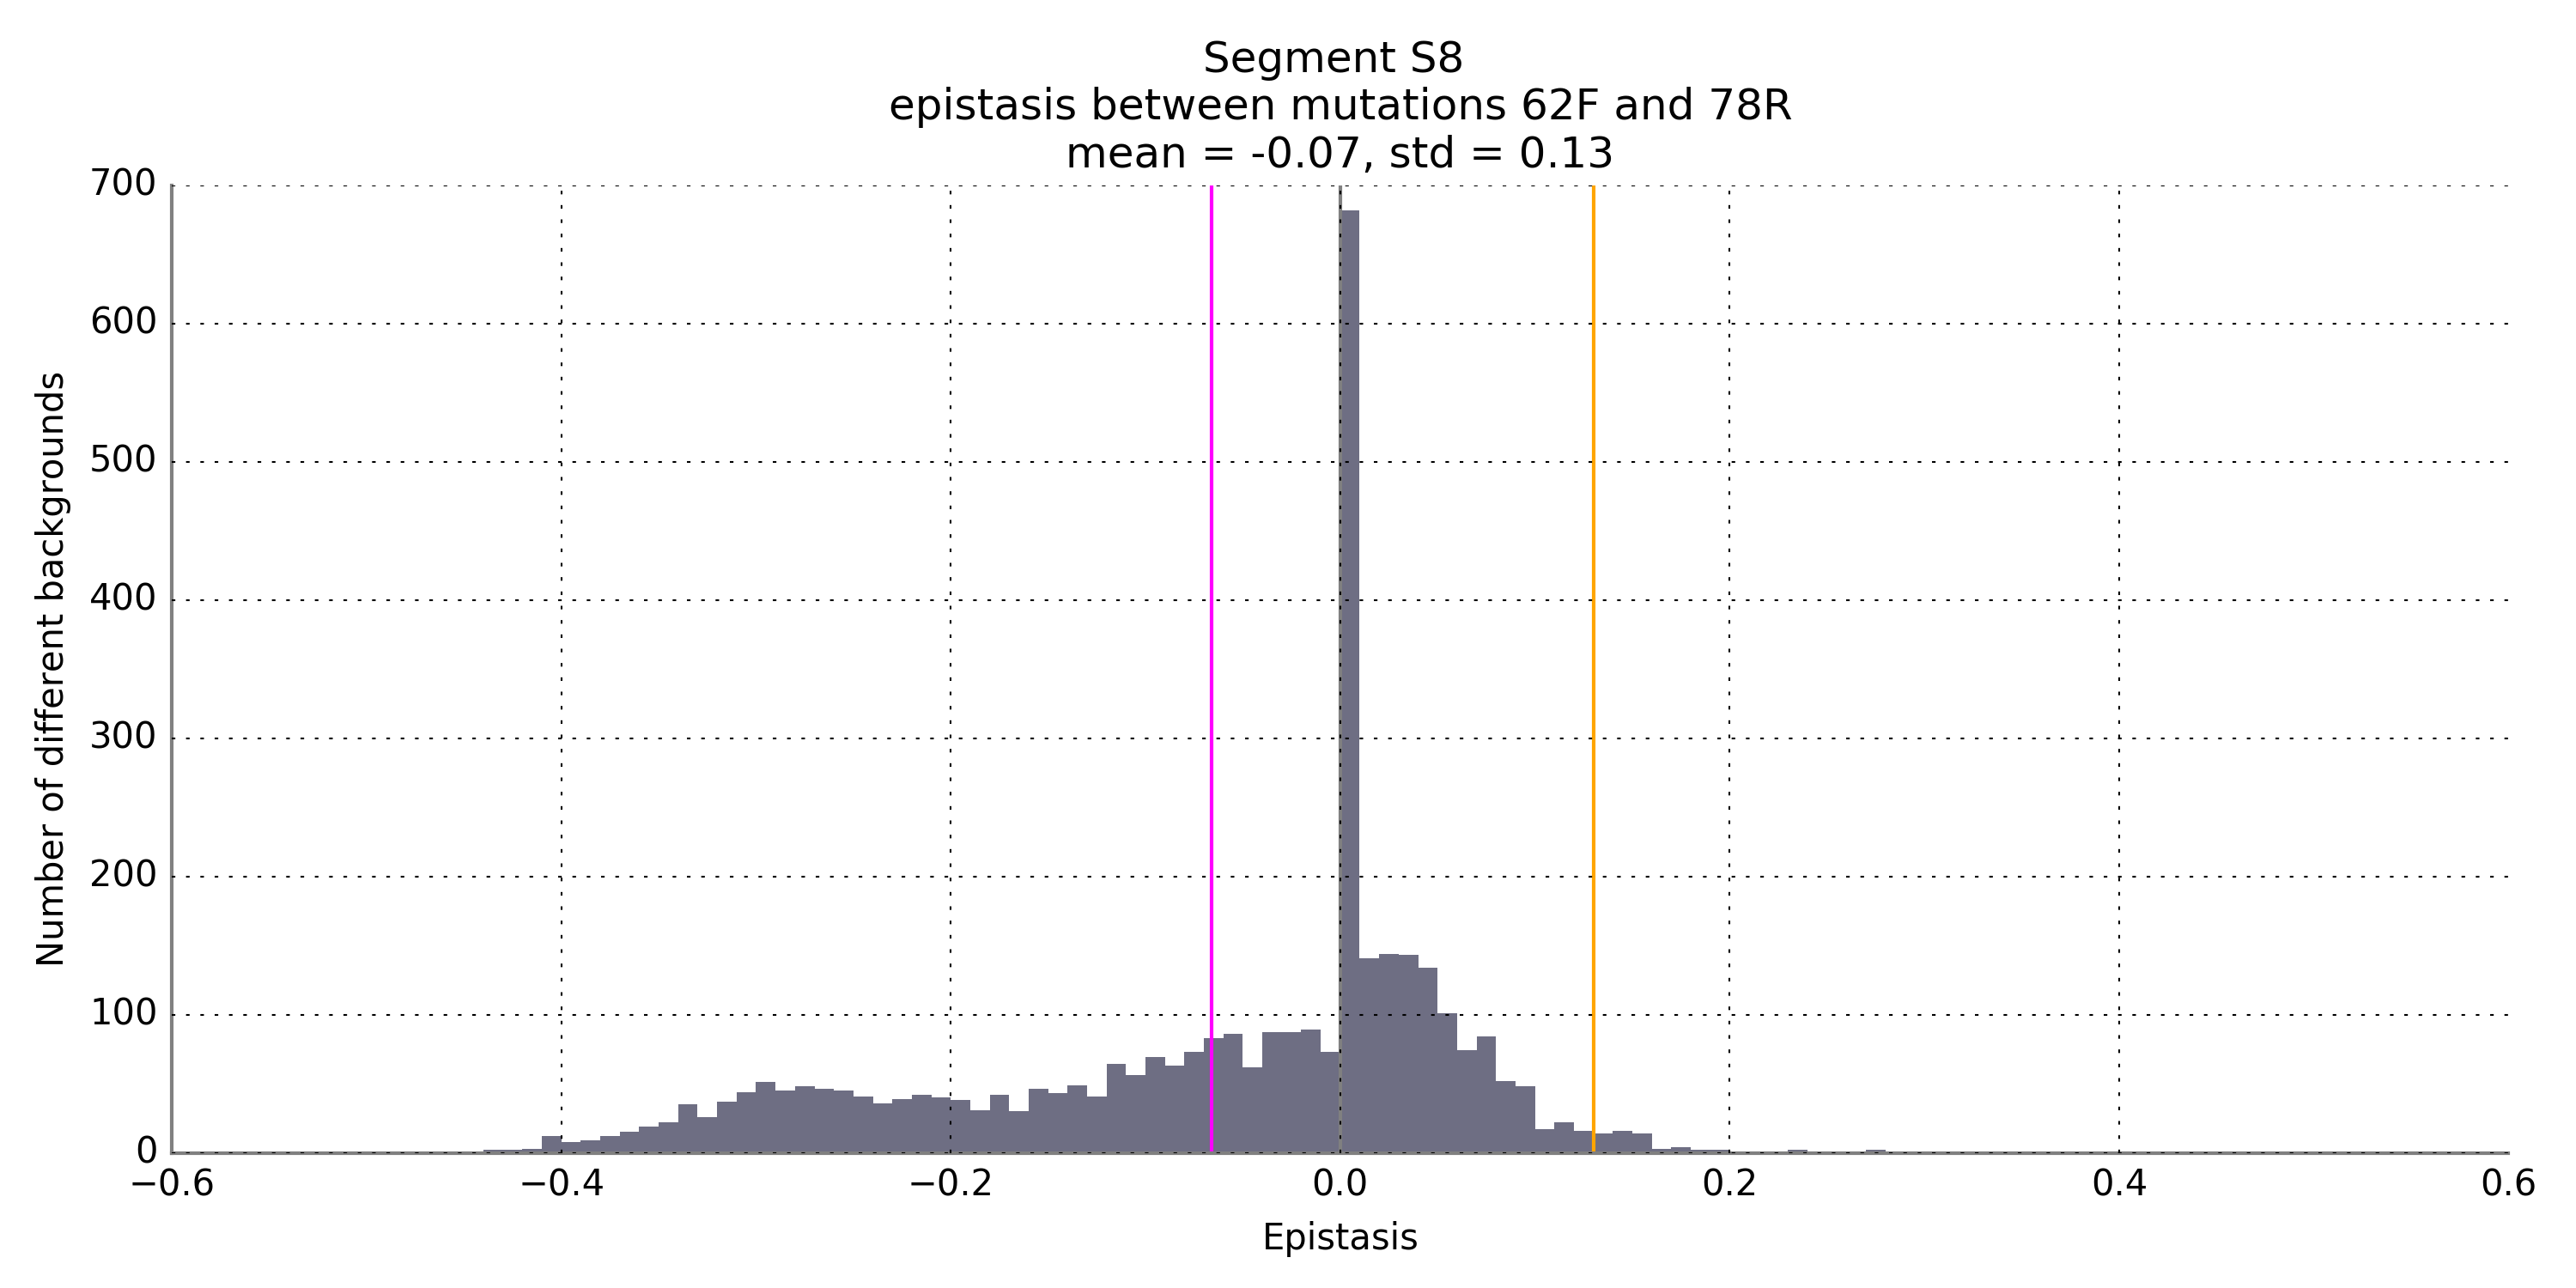 Segment S8
epistasis between mutations 62F and 78R
mean = -0.07, std = 0.13
700
600
500
400
300
200
100
0
Number of different backgrounds
−0.6 −0.4 −0.2 0.0 0.2 0.4 0.6
Epistasis